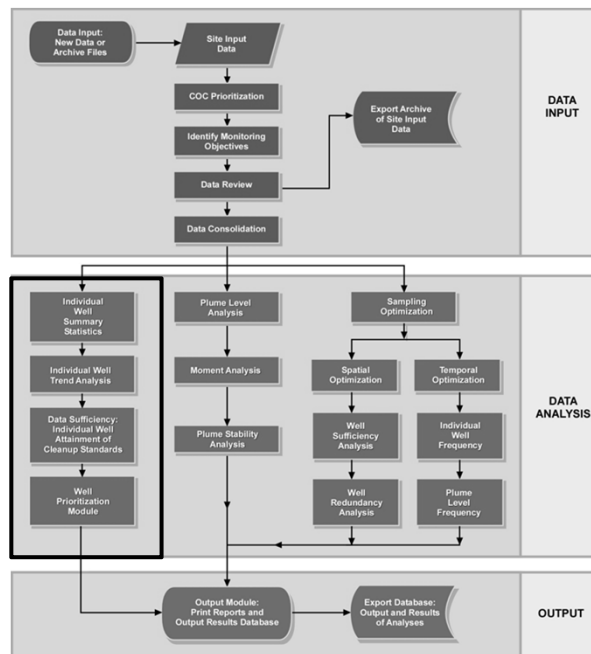 Data Input:
New Data or
Archive Files
Site Input
Data
COC Prioritization
Identify Monitoring
Objectives
Data Review
Data Consolidation
Export Archive
of Site Input
Data
DATA
INPUT
Individual
Well
Summary
Statistics
Individual Well
Trend Analysis
Data Sufficiency:
Individual Well
Attainment of
Cleanup Standards
Well
Prioritization
Module
Plume Level
Analysis
Moment Analysis
Plume Stability
Analysis
Sampling
Optimization
Spatial
Optimization
Well
Sufficiency
Analysis
Well
Redundancy
Analysis
Temporal
Optimization
Individual
Well
Frequency
Plume
Level
Frequency
DATA
ANALYSIS
Output Module:
Print Reports and
Output Results Database
Export Database:
Output and Results
of Analyses
OUTPUT